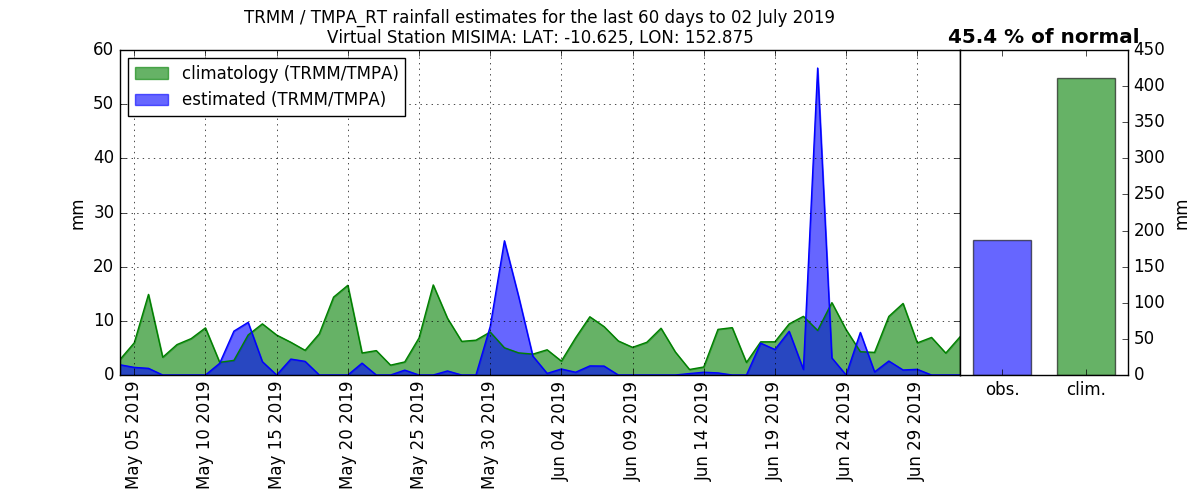 TRMM / TMPA_RT rainfall estimates for the last 60 days to 02 July 2019
Virtual Station MISIMA: LAT: -10.625, LON: 152.875
45.4 % of normal
climatology (TRMM/TMPA)
estimated (TRMM/TMPA)
60
50
40
30
20
10
0
mm
450
400
350
300
250
200
150
100
50
0
mm
May 05 2019
May 10 2019
May 15 2019
May 20 2019
May 25 2019
May 30 2019
Jun 04 2019
Jun 09 2019
Jun 14 2019
Jun 19 2019
Jun 24 2019
Jun 29 2019
obs.
clim.